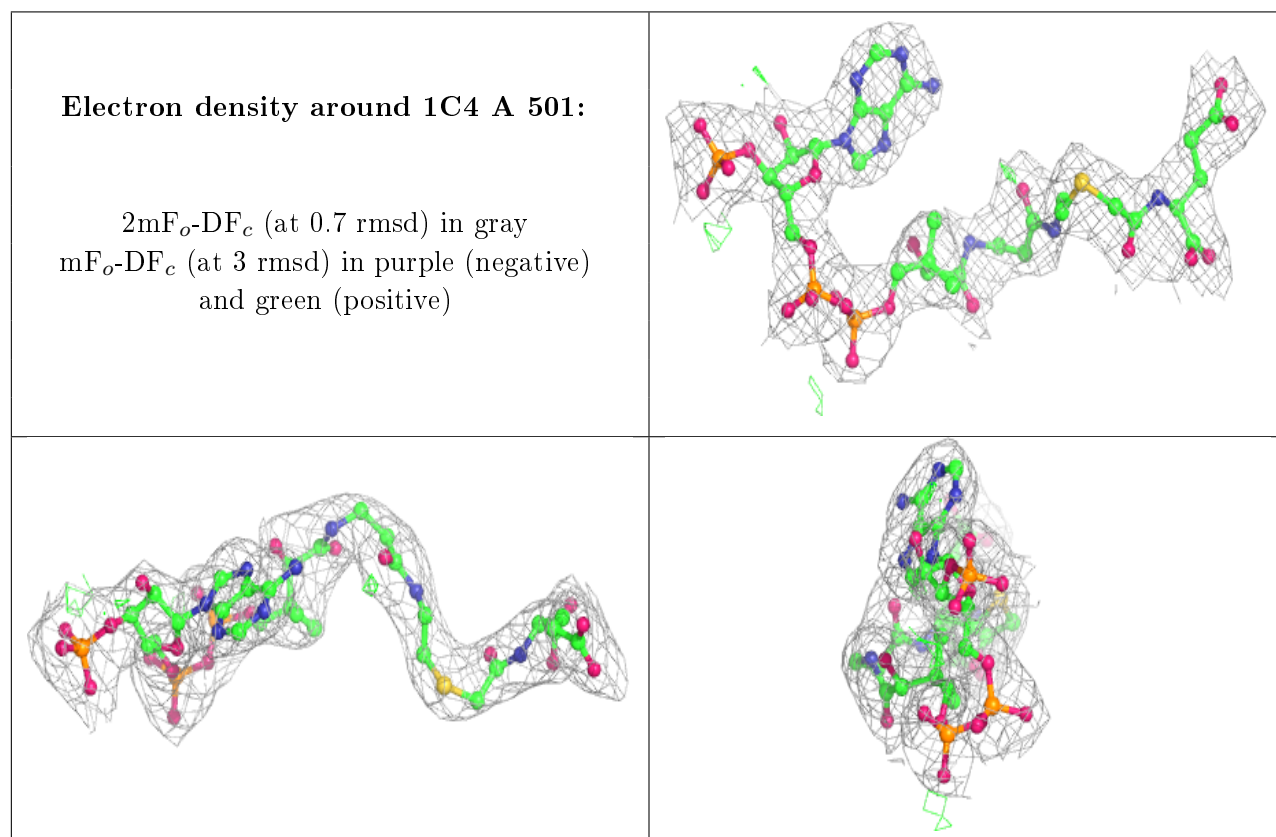 Electron density around 1C4 A 501:
2mFo-DFc (at 0.7 rmsd) in gray
mFo-DFc (at 3 rmsd) in purple (negative)
and green (positive)